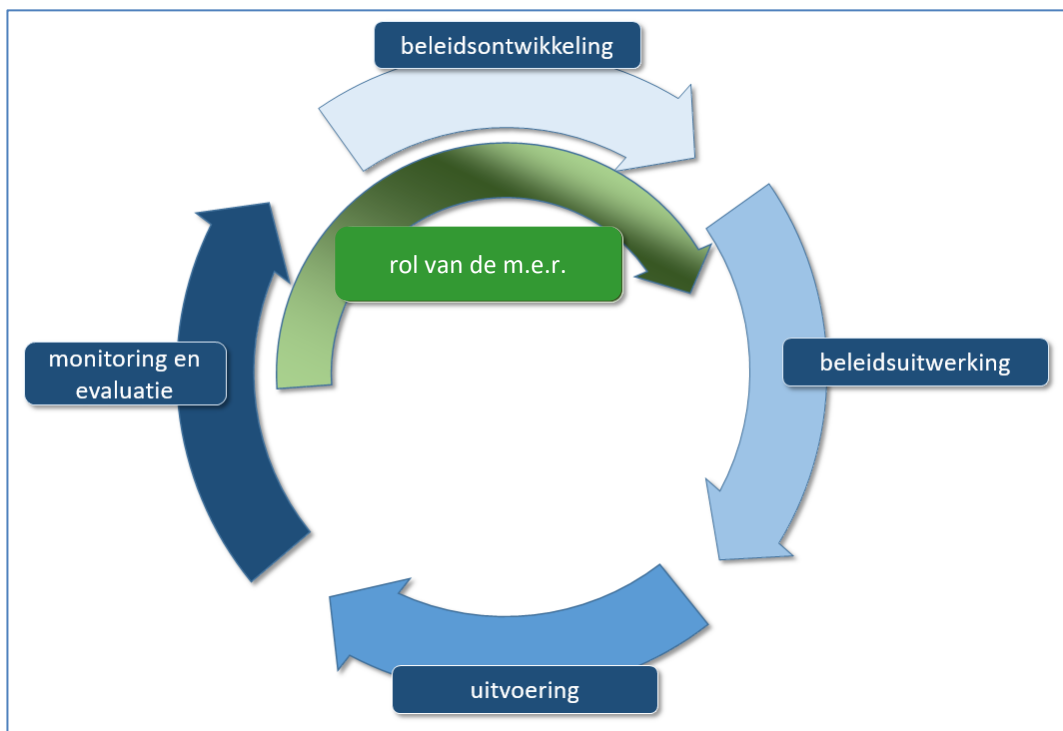 beleidsontwikkeling
rol van de m.e.r.
monitoring en
evaluatie
beleidsuitwerking
uitvoering